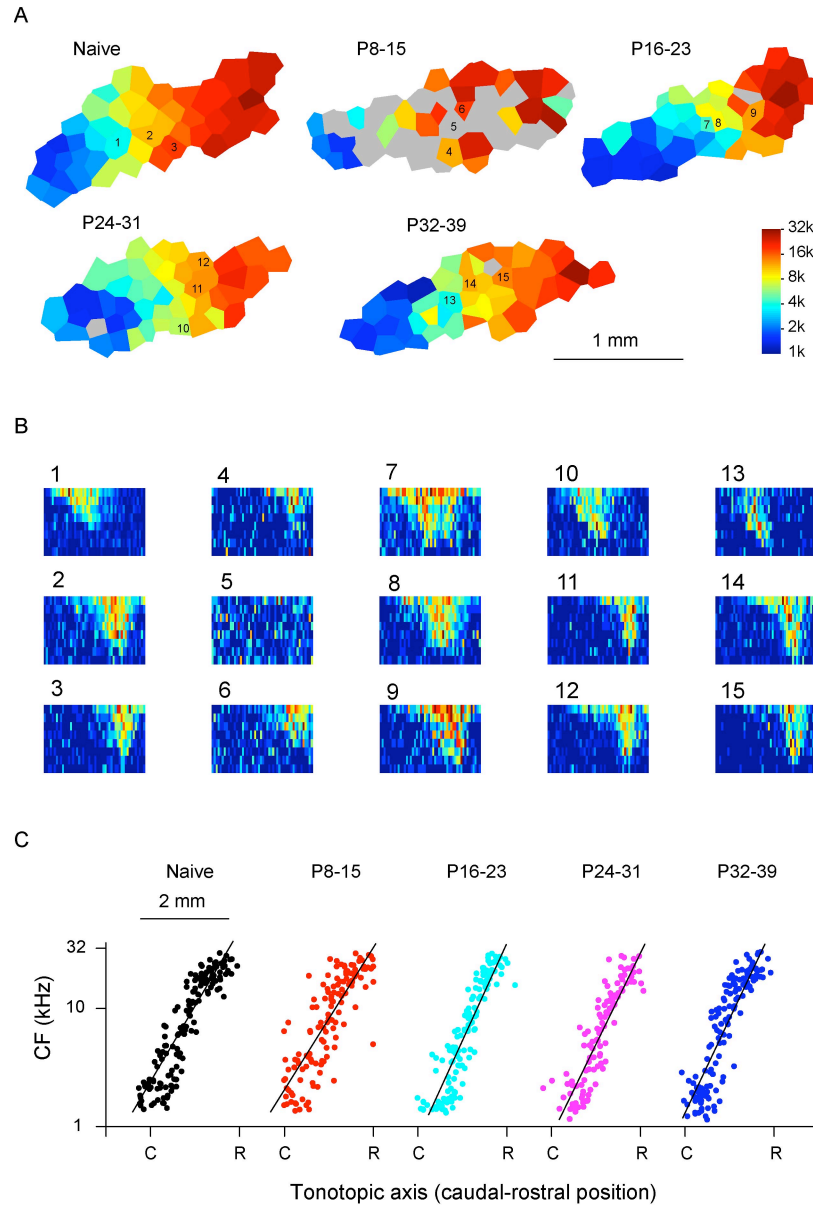 A
Naive P8-15 P16-23
1 2 3
6 5 4
7 8 9
P24-31 P32-39
12 11 10
14 15 13
32k
16k
8k
4k
2k
1k
1 mm
B
1 4 7 10 13
2 5 8 11 14
3 6 9 12 15
C
Naive P8-15 P16-23 P24-31 P32-39
2 mm
32
10
1
CF (kHz)
C R C R C R C R C R
Tonotopic axis (caudal-rostral position)